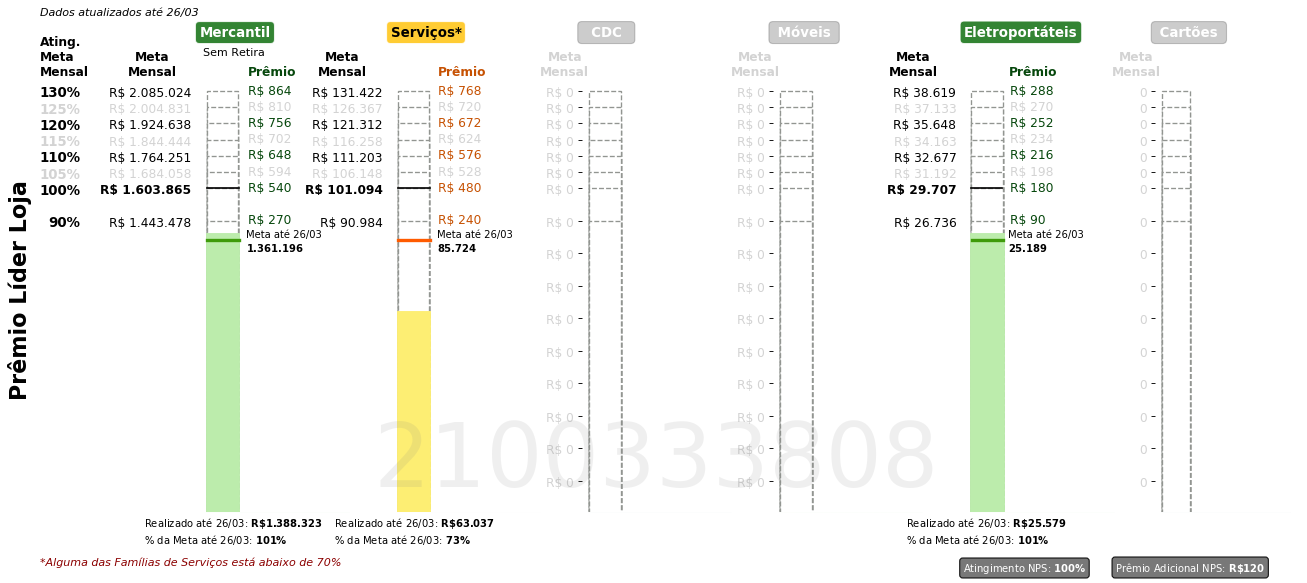 Dados atualizados até 26/03
Mercantil Serviços* CDC Móveis Eletroportáteis Cartões
Sem Retira
Ating. Meta Mensal
Meta Mensal Prêmio Meta Mensal Prêmio Meta Mensal Meta Mensal Meta Mensal Prêmio Meta Mensal
130% R$ 2.085.024 R$ 864 R$ 131.422 R$ 768 R$ 0 R$ 0 R$ 38.619 R$ 288 0
125% R$ 2.004.831 R$ 810 R$ 126.367 R$ 720 R$ 0 R$ 0 R$ 37.133 R$ 270 0
120% R$ 1.924.638 R$ 756 R$ 121.312 R$ 672 R$ 0 R$ 0 R$ 35.648 R$ 252 0
115% R$ 1.844.444 R$ 702 R$ 116.258 R$ 624 R$ 0 R$ 0 R$ 34.163 R$ 234 0
110% R$ 1.764.251 R$ 648 R$ 111.203 R$ 576 R$ 0 R$ 0 R$ 32.677 R$ 216 0
105% R$ 1.684.058 R$ 594 R$ 106.148 R$ 528 R$ 0 R$ 0 R$ 31.192 R$ 198 0
100% R$ 1.603.865 R$ 540 R$ 101.094 R$ 480 R$ 0 R$ 0 R$ 29.707 R$ 180 0
90% R$ 1.443.478 R$ 270 R$ 90.984 R$ 240 R$ 0 R$ 0 R$ 26.736 R$ 90 0
Meta até 26/03 Meta até 26/03 Meta até 26/03
1.361.196 85.724 25.189
R$ 0 R$ 0 0
R$ 0 R$ 0 0
R$ 0 R$ 0 0
R$ 0 R$ 0 0
R$ 0 R$ 0 0
R$ 0 R$ 0 0
R$ 0 R$ 0 0
R$ 0 R$ 0 0
Prêmio Líder Loja
2100333808
Realizado até 26/03: R$1.388.323 Realizado até 26/03: R$63.037 Realizado até 26/03: R$25.579
% da Meta até 26/03: 101% % da Meta até 26/03: 73% % da Meta até 26/03: 101%
*Alguma das Famílias de Serviços está abaixo de 70%
Atingimento NPS: 100% Prêmio Adicional NPS: R$120